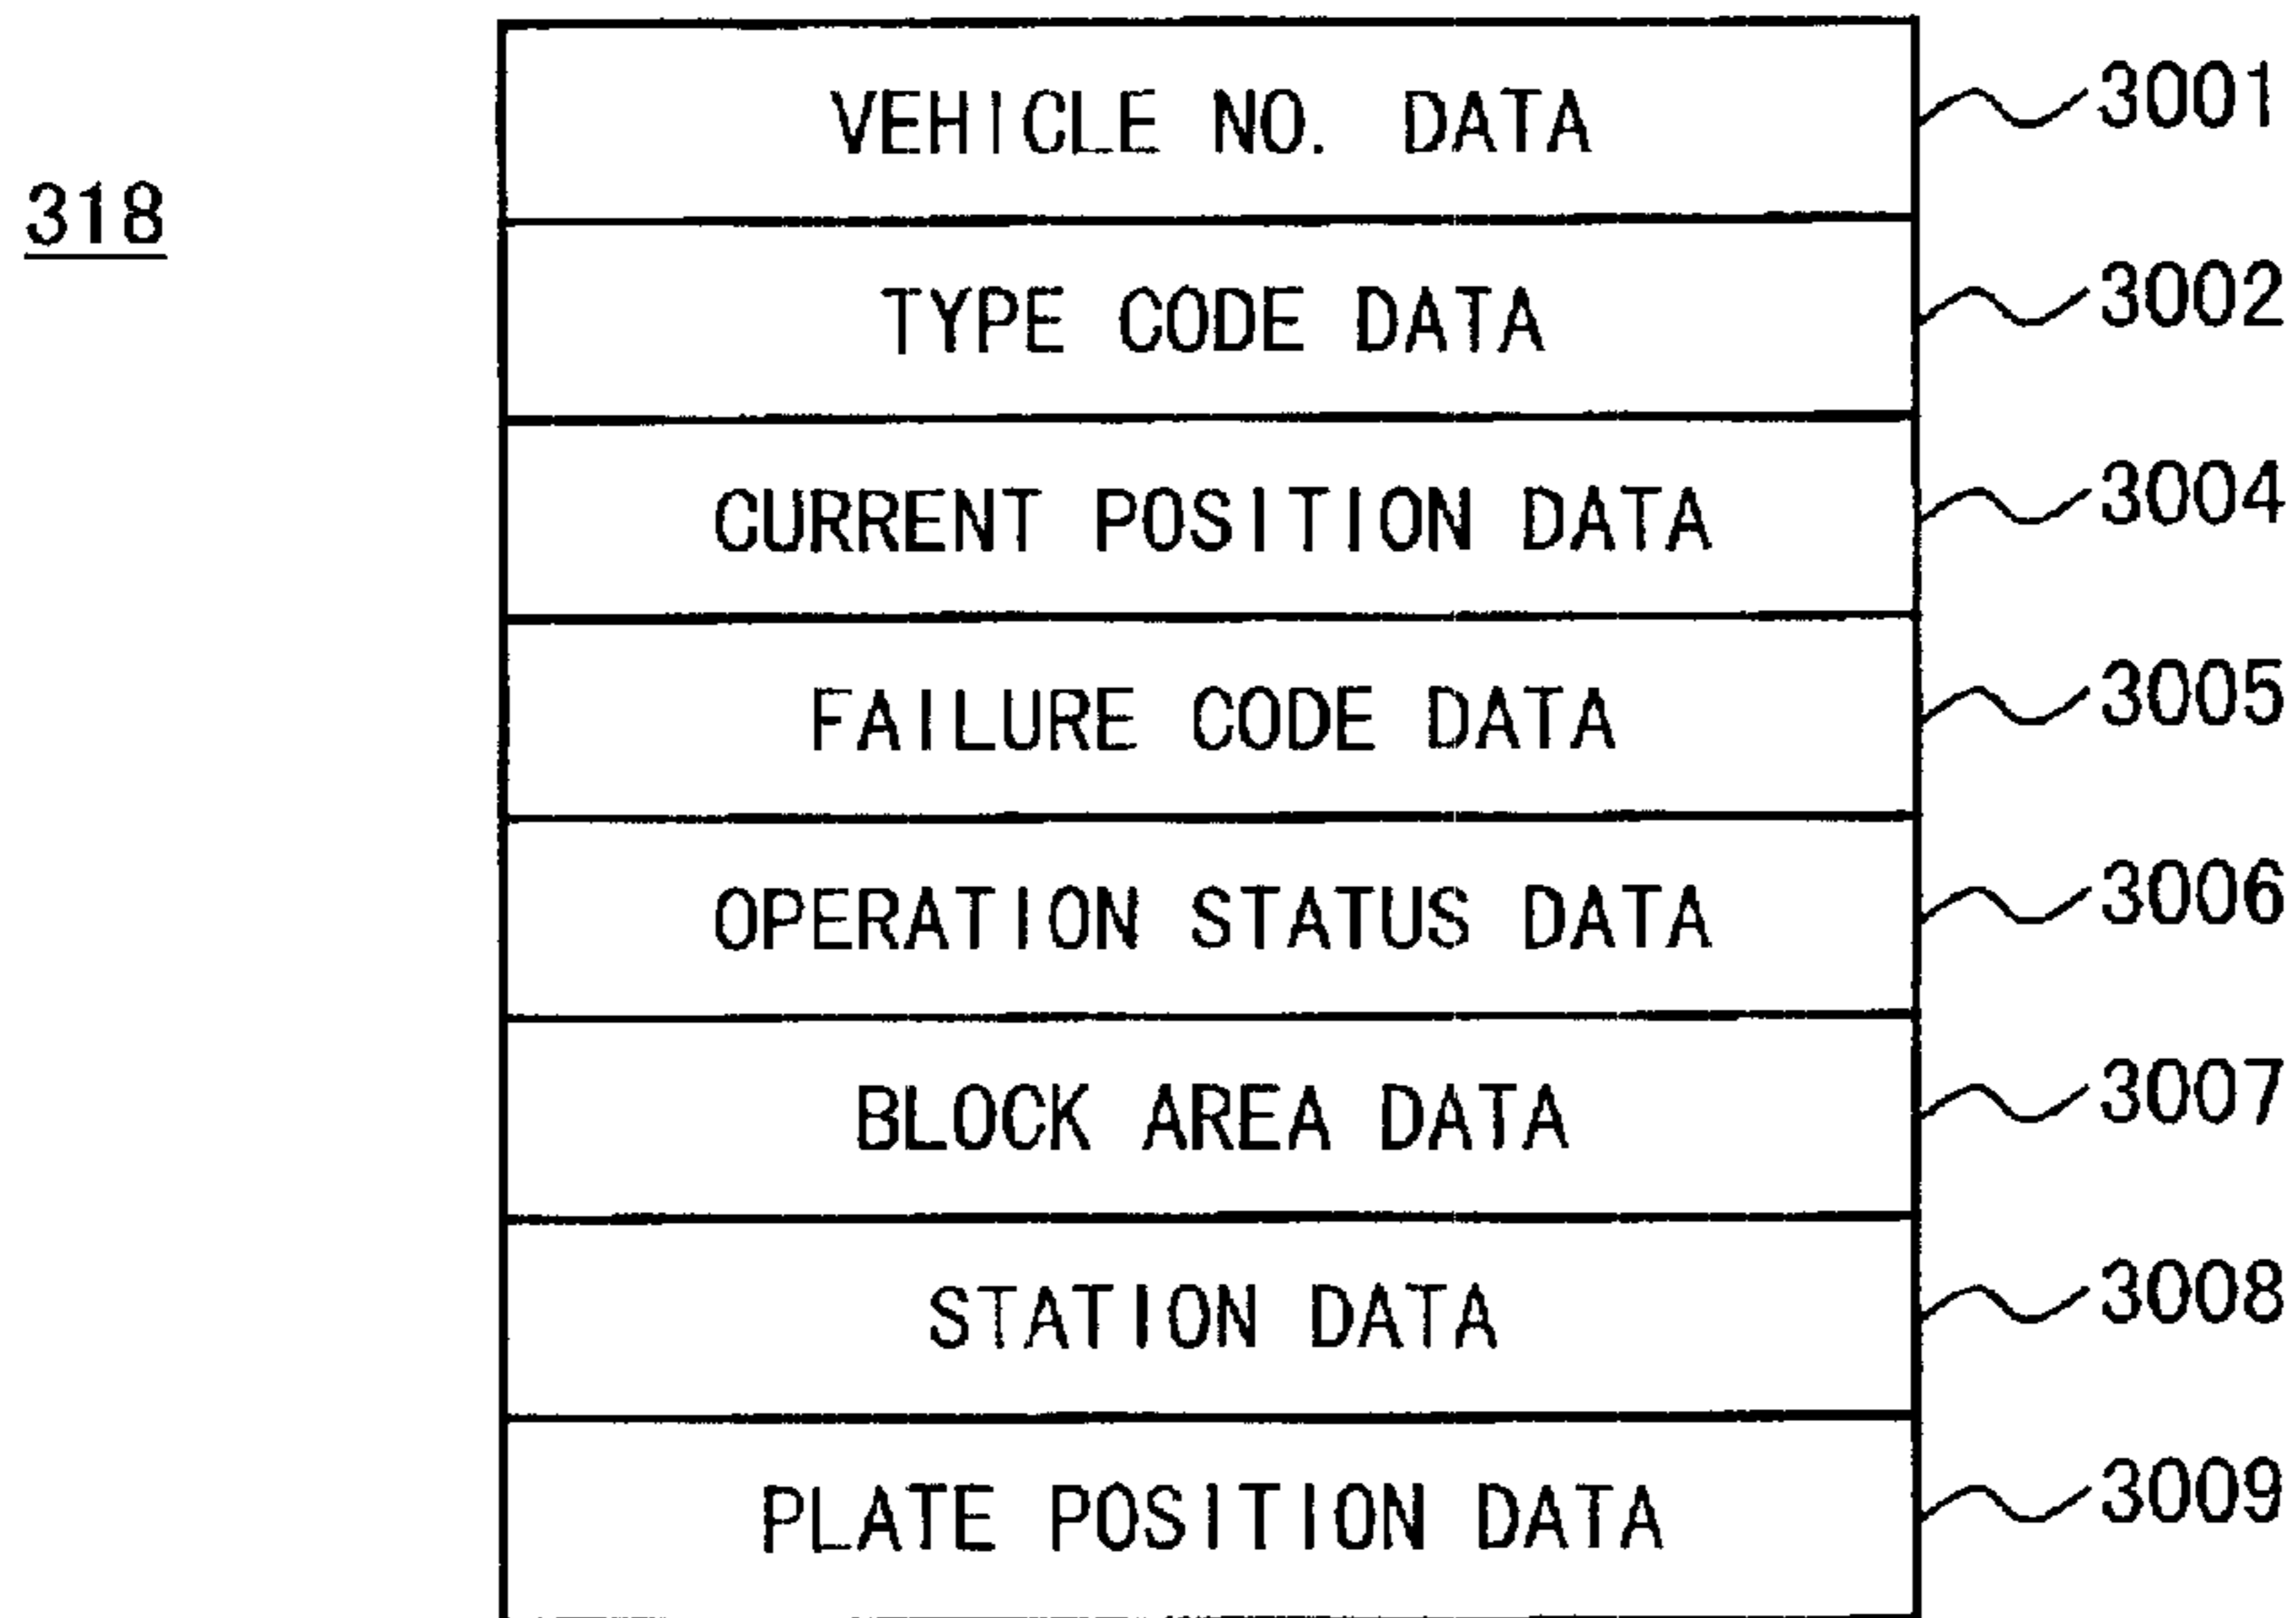 VEHICLE NO. DATA 3001
318
TYPE CODE DATA 3002
CURRENT POSITION DATA 3004
FAILURE CODE DATA 3005
OPERATION STATUS DATA 3006
BLOCK AREA DATA 3007
STATION DATA 3008
PLATE POSITION DATA 3009